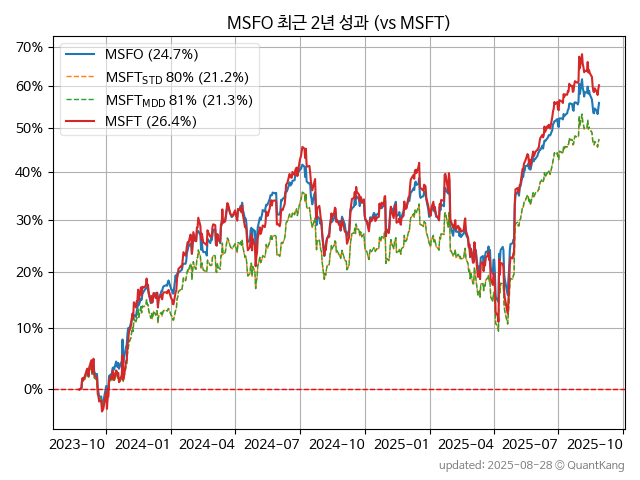 MSFO 최근 2년 성과 (vs MSFT)
MSFO (24.7%)
MSFT_STD 80% (21.2%)
MSFT_MDD 81% (21.3%)
MSFT (26.4%)
70%
60%
50%
40%
30%
20%
10%
0%
2023-10 2024-01 2024-04 2024-07 2024-10 2025-01 2025-04 2025-07 2025-10
updated: 2025-08-28 © QuantKang